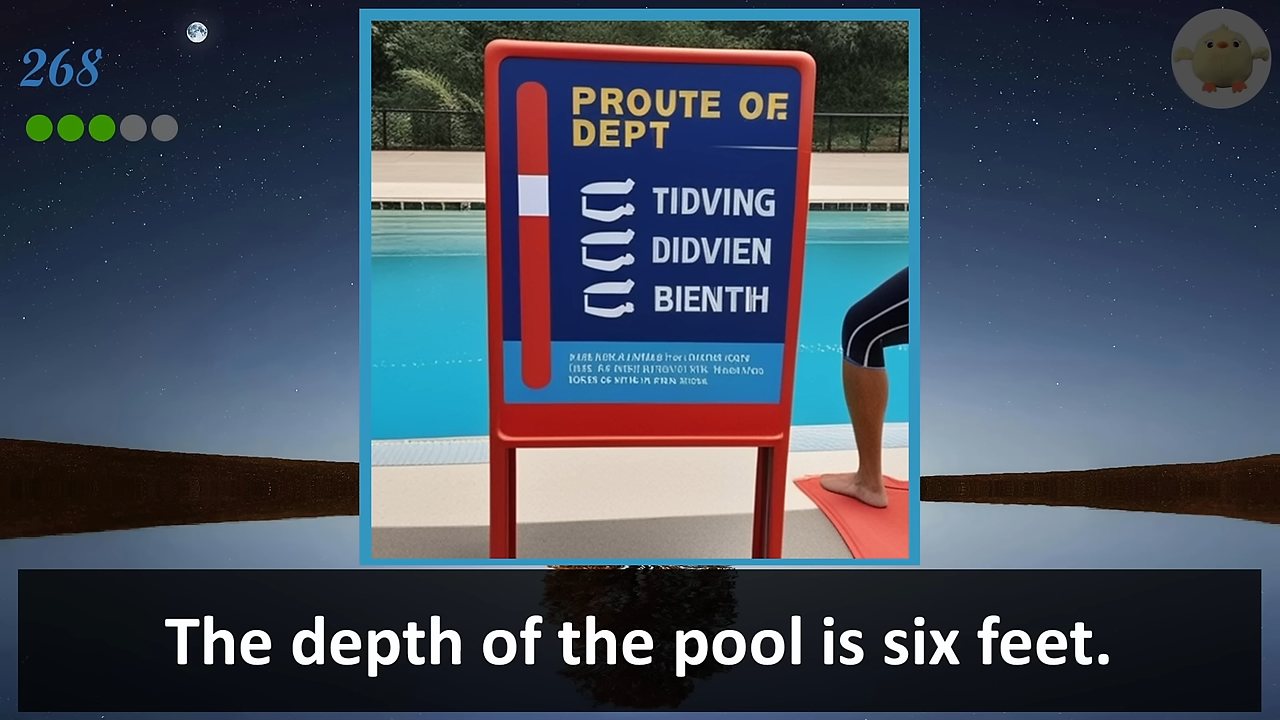 268
PROUTE OF
DEPT
TIDVING
DIDVIEN
BIENTH
The depth of the pool is six feet.